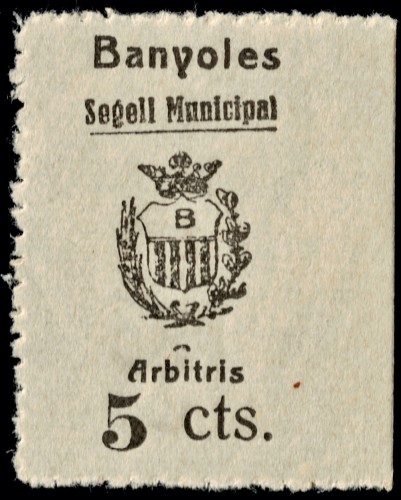 Banyoles
Segell Municipal
B
Arbitris
5 cts.